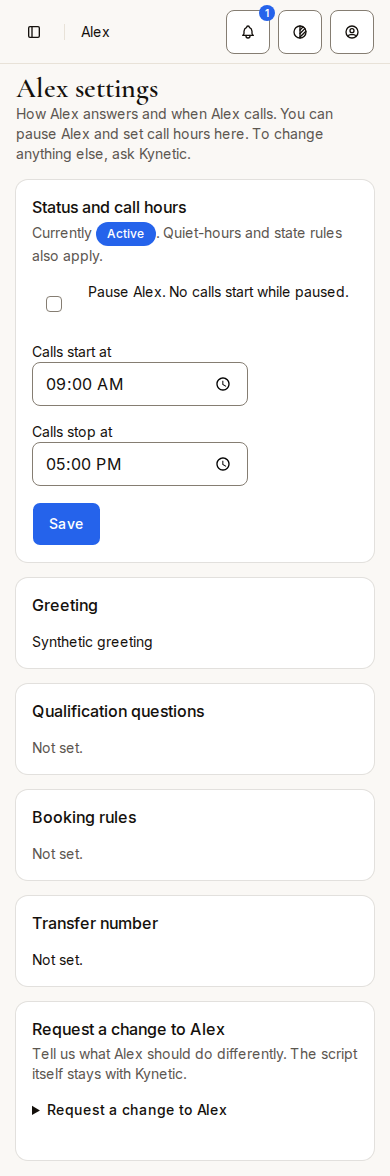 Alex
1
Alex settings
How Alex answers and when Alex calls. You can
pause Alex and set call hours here. To change
anything else, ask Kynetic.
Status and call hours
Currently Active. Quiet-hours and state rules
also apply.
Pause Alex. No calls start while paused.
Calls start at
09:00 AM
Calls stop at
05:00 PM
Save
Greeting
Synthetic greeting
Qualification questions
Not set.
Booking rules
Not set.
Transfer number
Not set.
Request a change to Alex
Tell us what Alex should do differently. The script
itself stays with Kynetic.
Request a change to Alex